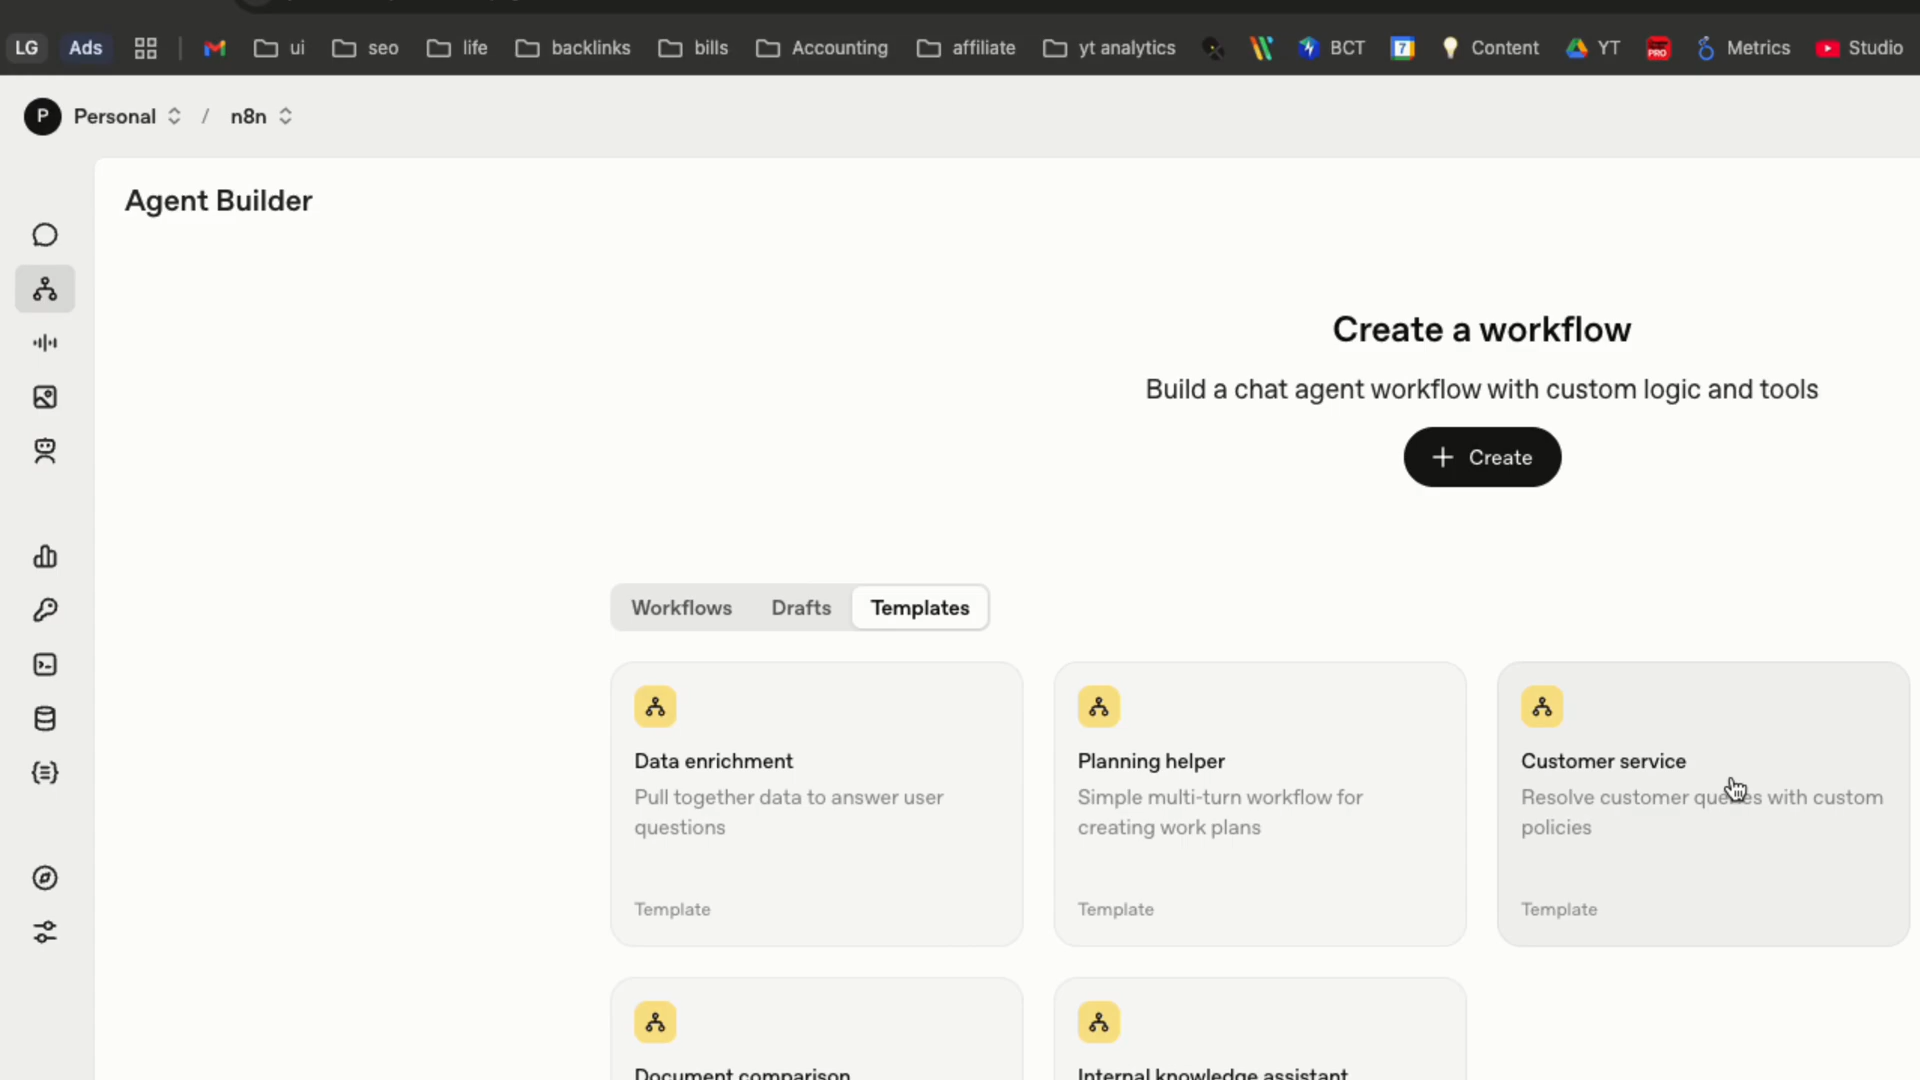 LG Ads ui seo life backlinks bills Accounting affiliate yt analytics BCT 7 Content YT PRO Metrics Studio
P Personal / n8n
Agent Builder
Create a workflow
Build a chat agent workflow with custom logic and tools
+ Create
Workflows Drafts Templates
Data enrichment
Pull together data to answer user
questions
Template
Planning helper
Simple multi-turn workflow for
creating work plans
Template
Customer service
Resolve customer queries with custom
policies
Template
Document comparison
Internal knowledge assistant